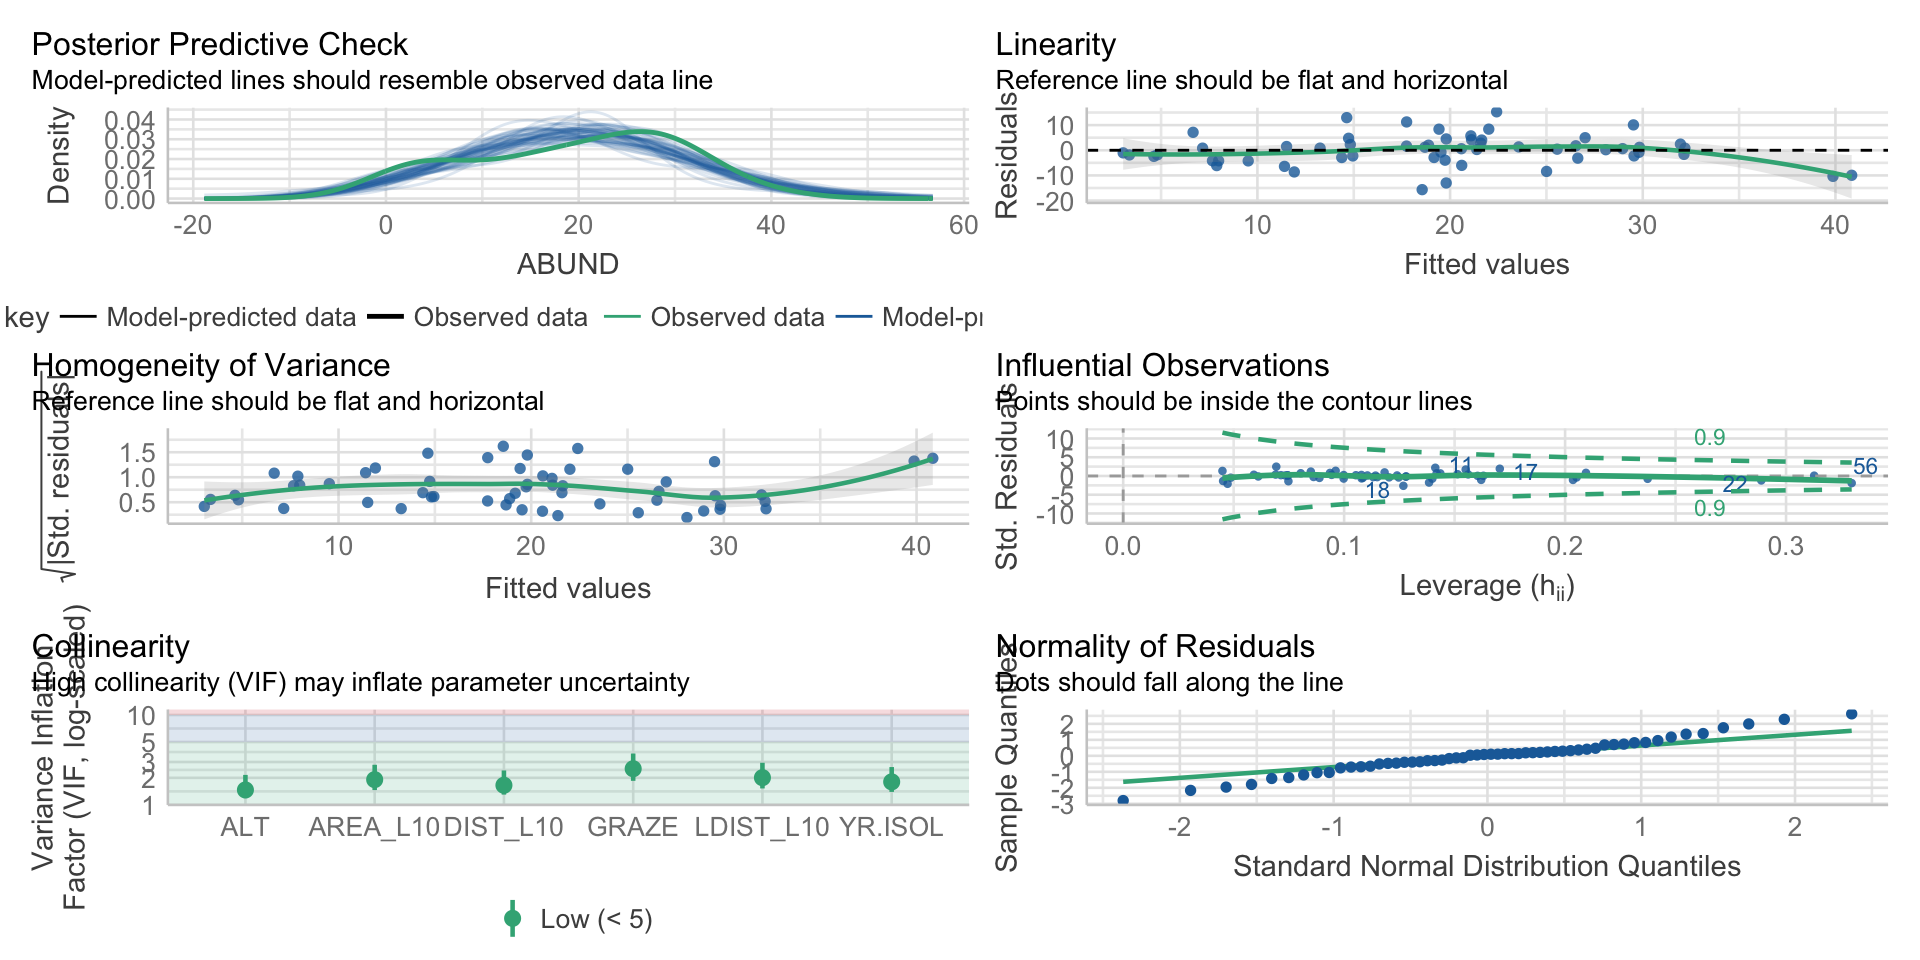 Posterior Predictive Check
Model-predicted lines should resemble observed data line
Density
0.04
0.03
0.02
0.01
0.00
-20 0 20 40 60
ABUND
key Model-predicted data Observed data Observed data Model-p
Linearity
Reference line should be flat and horizontal
Residuals
10
0
-10
-20
10 20 30 40
Fitted values
Homogeneity of Variance
Reference line should be flat and horizontal
√|Std. residuals|
1.5
1.0
0.5
10 20 30 40
Fitted values
Influential Observations
Points should be inside the contour lines
Std. Residuals
10
5
0
-5
-10
0.9
11
17
56
18
22
0.9
0.0 0.1 0.2 0.3
Leverage (hii)
Collinearity
High collinearity (VIF) may inflate parameter uncertainty
Variance Inflation
Factor (VIF, log-scaled)
10
5
3
2
1
ALT AREA_L10 DIST_L10 GRAZE LDIST_L10 YR.ISOL
Low (< 5)
Normality of Residuals
Dots should fall along the line
Sample Quantiles
2
1
0
-1
-2
-3
-2 -1 0 1 2
Standard Normal Distribution Quantiles